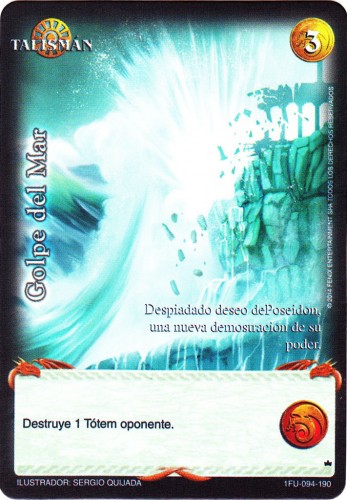 TALISMÁN
3
Golpe del Mar
© 2014 FENIX ENTERTAINMENT SPA TODOS LOS DERECHOS RESERVADOS
Despiadado deseo dePoseidon,
una nueva demostracion de su
poder.
Destruye 1 Tótem oponente.
ILUSTRADOR: SERGIO QUIJADA
1FU-094-190